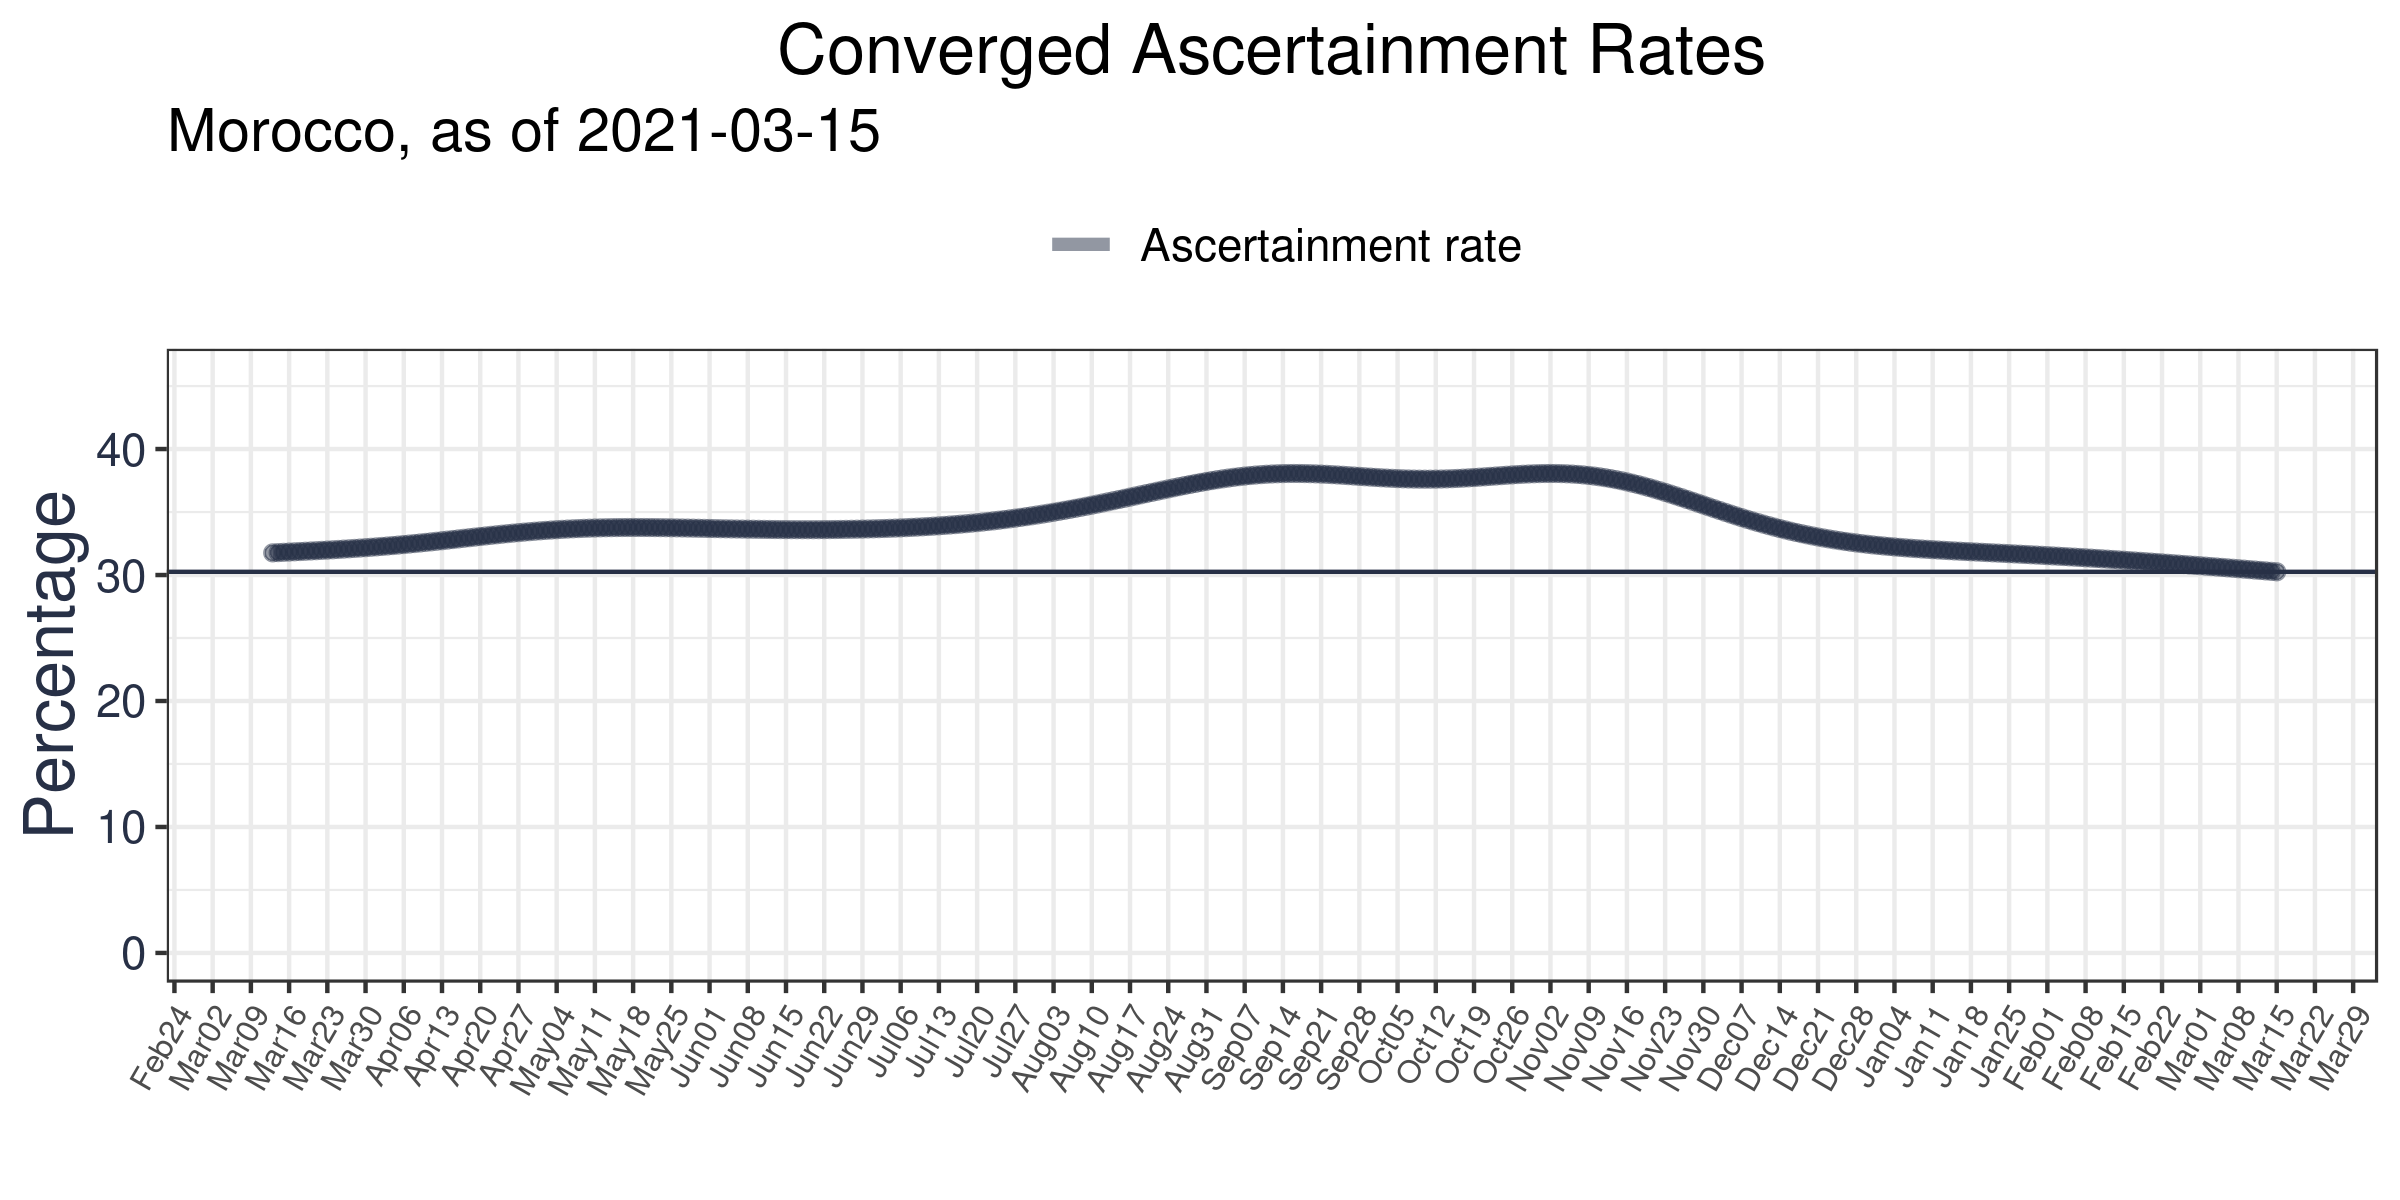 Converged Ascertainment Rates
Morocco, as of 2021-03-15
Ascertainment rate
Percentage
40
30
20
10
0
Feb24
Mar02
Mar09
Mar16
Mar23
Mar30
Apr06
Apr13
Apr20
Apr27
May04
May11
May18
May25
Jun01
Jun08
Jun15
Jun22
Jun29
Jul06
Jul13
Jul20
Jul27
Aug03
Aug10
Aug17
Aug24
Aug31
Sep07
Sep14
Sep21
Sep28
Oct05
Oct12
Oct19
Oct26
Nov02
Nov09
Nov16
Nov23
Nov30
Dec07
Dec14
Dec21
Dec28
Jan04
Jan11
Jan18
Jan25
Feb01
Feb08
Feb15
Feb22
Mar01
Mar08
Mar15
Mar22
Mar29